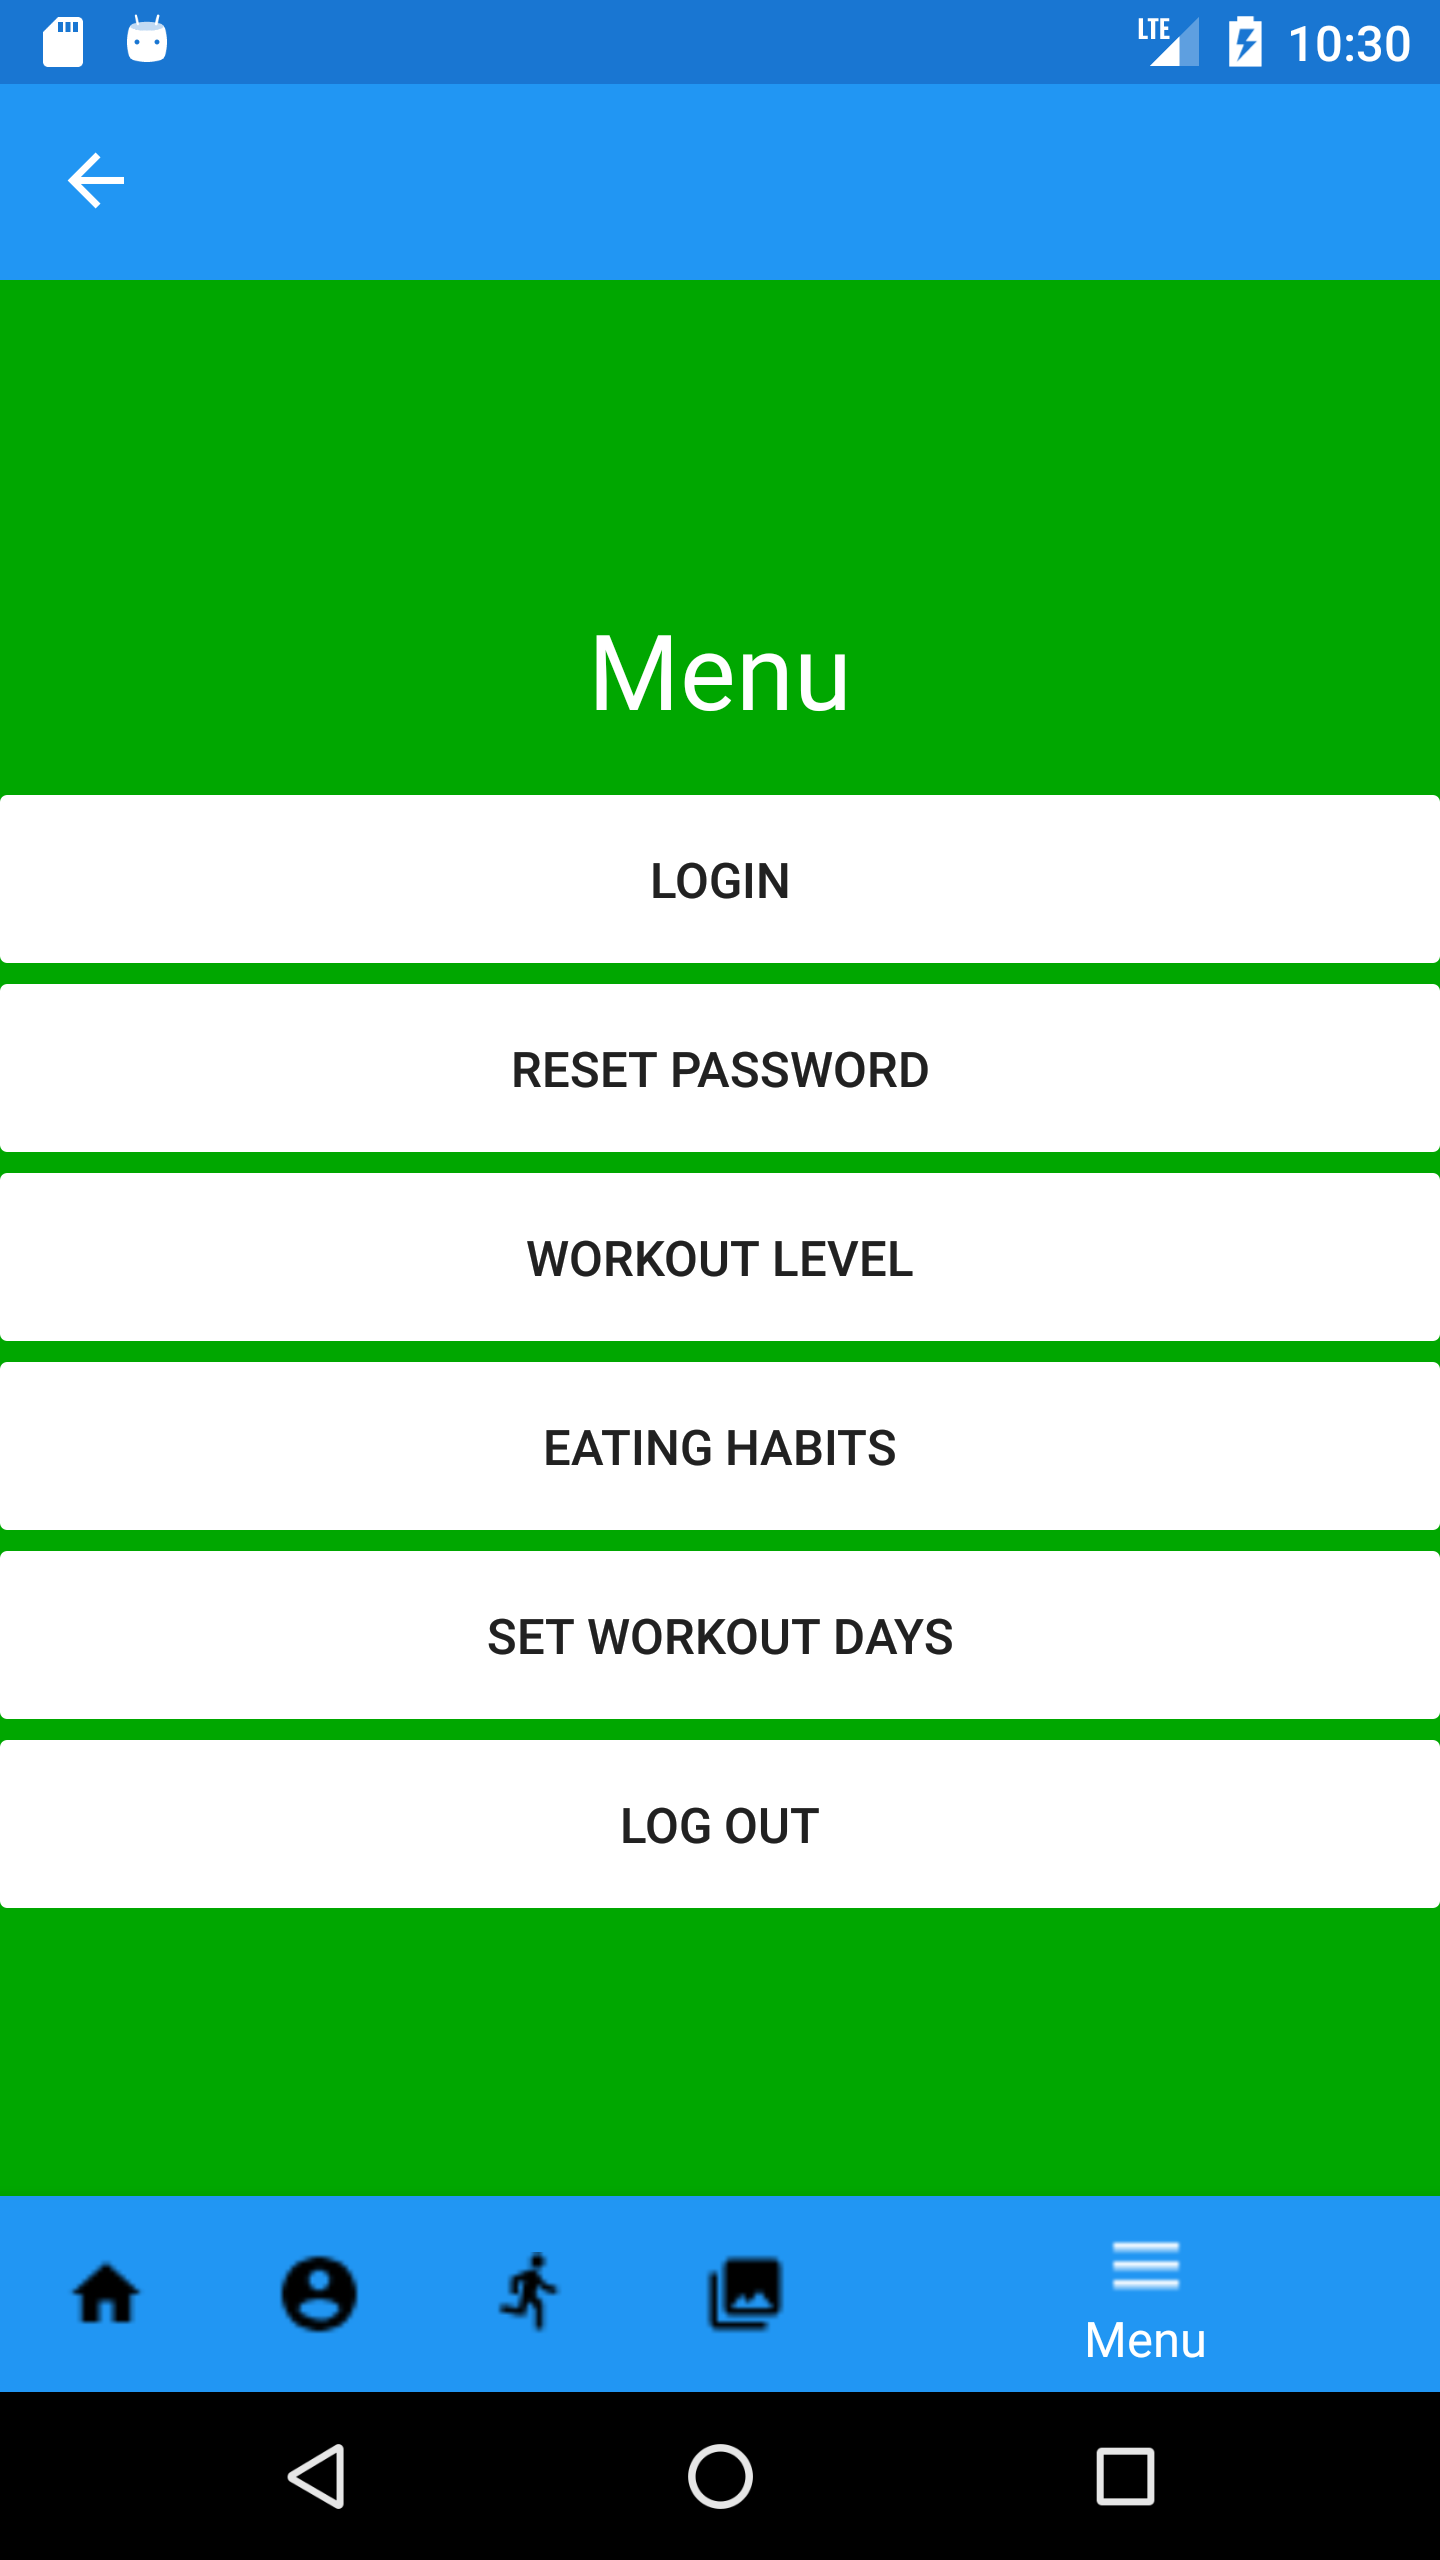 LTE 10:30
Menu
LOGIN
RESET PASSWORD
WORKOUT LEVEL
EATING HABITS
SET WORKOUT DAYS
LOG OUT
Menu